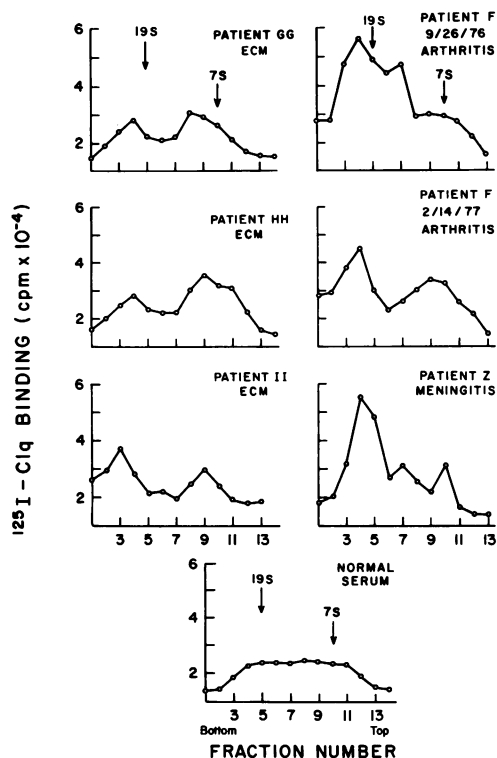 19S
PATIENT GG
ECM
7S
6
4
2
19S
PATIENT F
9/26/76
ARTHRITIS
7S
PATIENT HH
ECM
6
4
2
PATIENT F
2/14/77
ARTHRITIS
PATIENT II
ECM
6
4
2
3 5 7 9 11 13
PATIENT Z
MENINGITIS
3 5 7 9 11 13
125I-Clq BINDING (cpm x 10-4)
NORMAL
SERUM
19S
7S
6
4
2
3 5 7 9 11 13
Bottom Top
FRACTION NUMBER